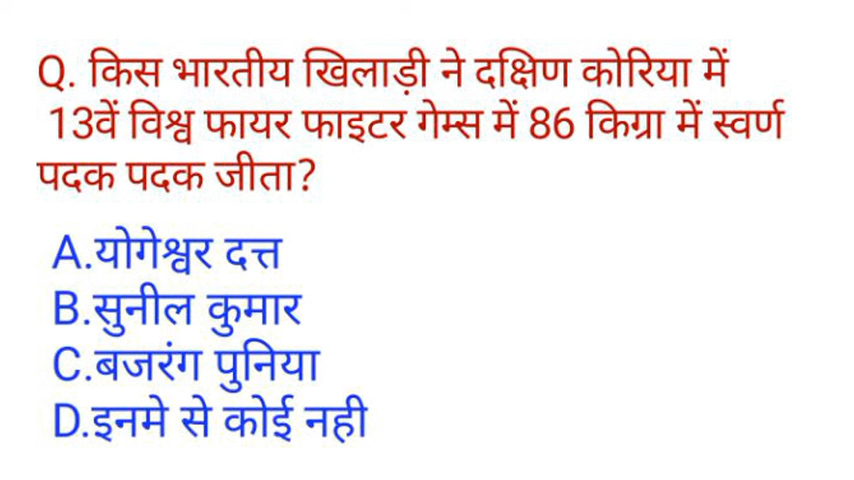 Q. किस भारतीय खिलाड़ी ने दक्षिण कोरिया में
13वें विश्व फायर फाइटर गेम्स में 86 किग्रा में स्वर्ण
पदक पदक जीता?
A.योगेश्वर दत्त
B.सुनील कुमार
C.बजरंग पुनिया
D.इनमे से कोई नही